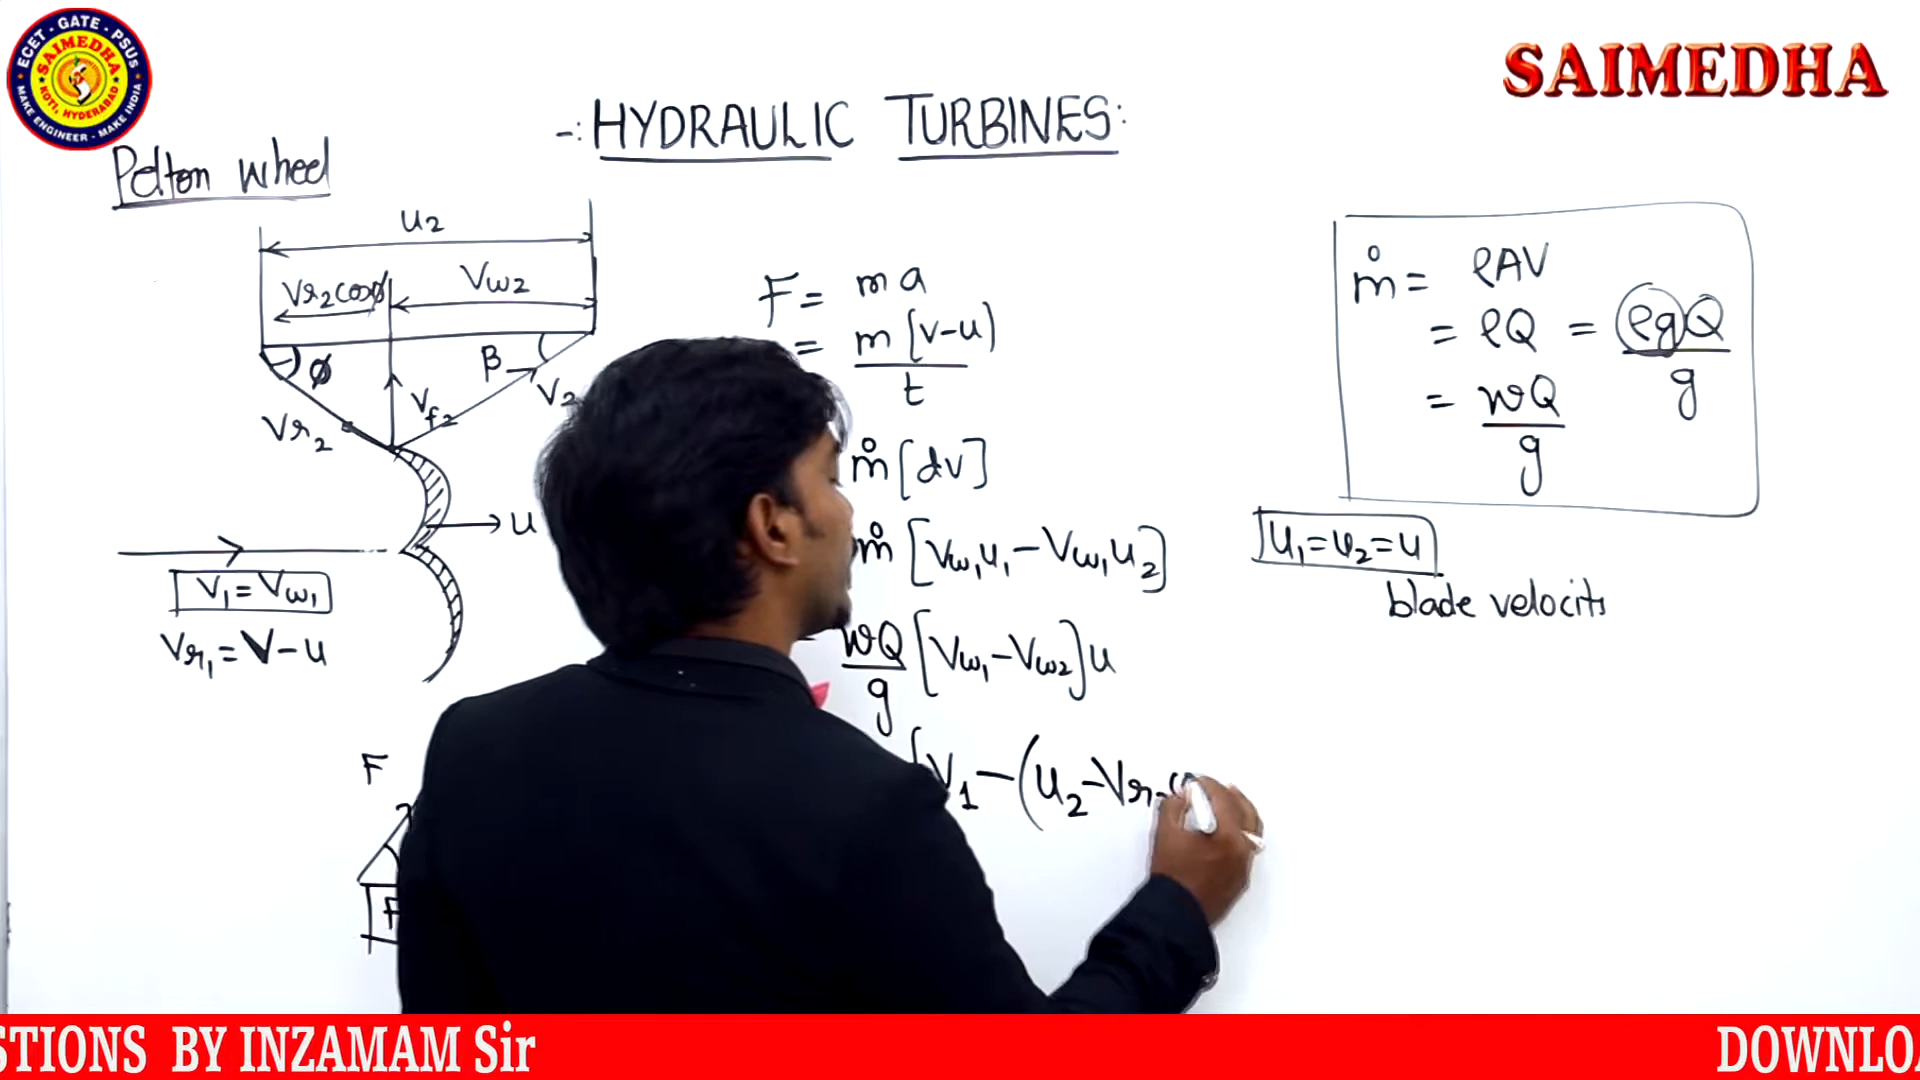 ECET - GATE - PSUs
SAIMEDHA
KOTI, HYDERABAD
MAKE ENGINEER - MAKE INDIA
SAIMEDHA
-: HYDRAULIC TURBINES:
Pelton wheel
u2
Vr2cosϕ Vw2
ϕ β
Vr2 Vf2 V2
u
V1=Vw1
Vr1=V-u
F
F
F= ma
= m[v-u]
t
ṁ[dv]
ṁ[Vw1u1-Vw1u2]
wQ[Vw1-Vw2]u
g
[V1-(u2-Vr2
ṁ= ρAV
= ρQ = ρgQ
g
= wQ
g
u1=u2=u
blade velocity
STIONS BY INZAMAM Sir
DOWNLO